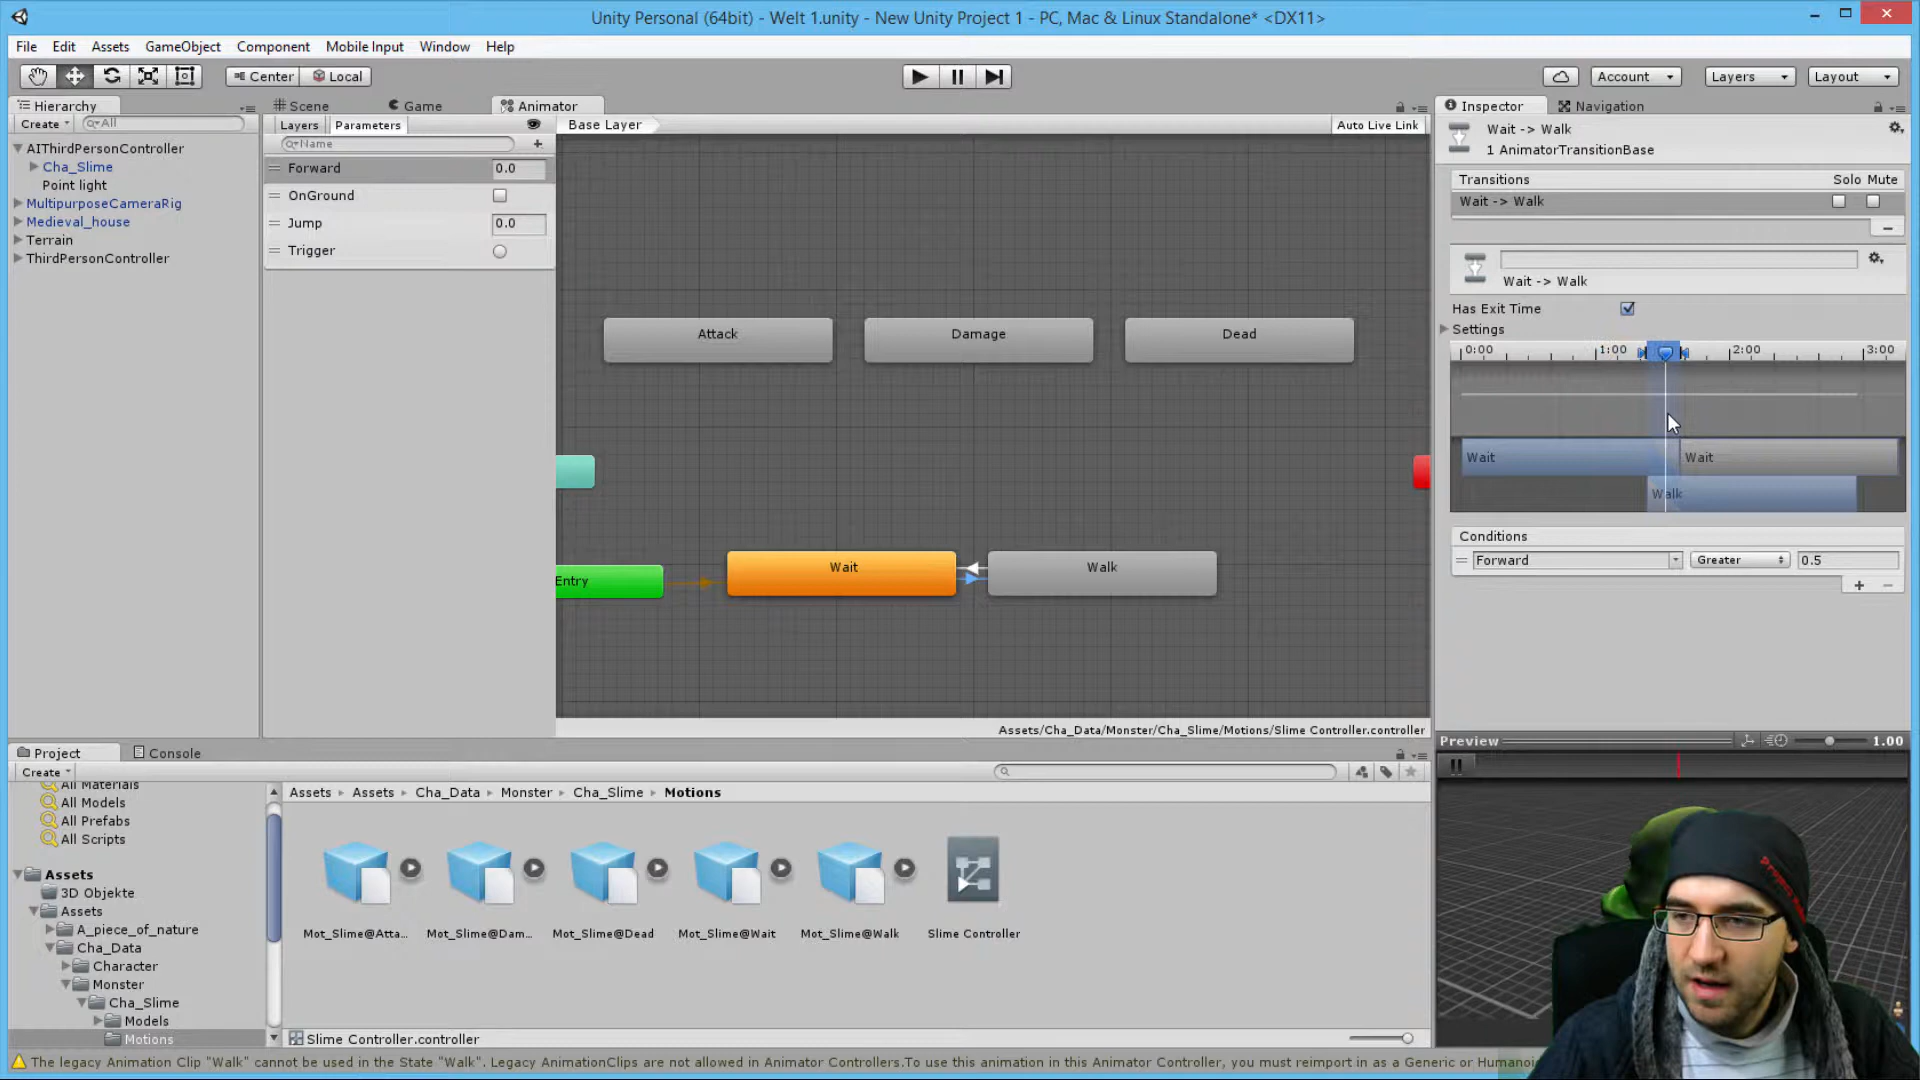 Unity Personal (64bit) - Welt 1.unity - New Unity Project 1 - PC, Mac & Linux Standalone* <DX11>
File Edit Assets GameObject Component Mobile Input Window Help
Center Local Account Layers Layout
Hierarchy Scene Game Animator Inspector Navigation
Create All
AIThirdPersonController
Cha_Slime
Point light
MultipurposeCameraRig
Medieval_house
Terrain
ThirdPersonController
Layers Parameters
Name
Forward 0.0
OnGround
Jump 0.0
Trigger
Base Layer Auto Live Link
Attack Damage Dead
Entry Wait Walk
Assets/Cha_Data/Monster/Cha_Slime/Motions/Slime Controller.controller
Wait -> Walk
1 AnimatorTransitionBase
Transitions Solo Mute
Wait -> Walk
Wait -> Walk
Has Exit Time
Settings
0:00 1:00 2:00 3:00
Wait Wait
Walk
Conditions
Forward Greater 0.5
Preview 1.00
Project Console
Create
All Materials
All Models
All Prefabs
All Scripts
Assets
3D Objekte
Assets
A_piece_of_nature
Cha_Data
Character
Monster
Cha_Slime
Models
Motions
Assets Assets Cha_Data Monster Cha_Slime Motions
Mot_Slime@Atta... Mot_Slime@Dam... Mot_Slime@Dead Mot_Slime@Wait Mot_Slime@Walk Slime Controller
Slime Controller.controller
The legacy Animation Clip "Walk" cannot be used in the State "Walk". Legacy AnimationClips are not allowed in Animator Controllers.To use this animation in this Animator Controller, you must reimport in as a Generic or Humanoi